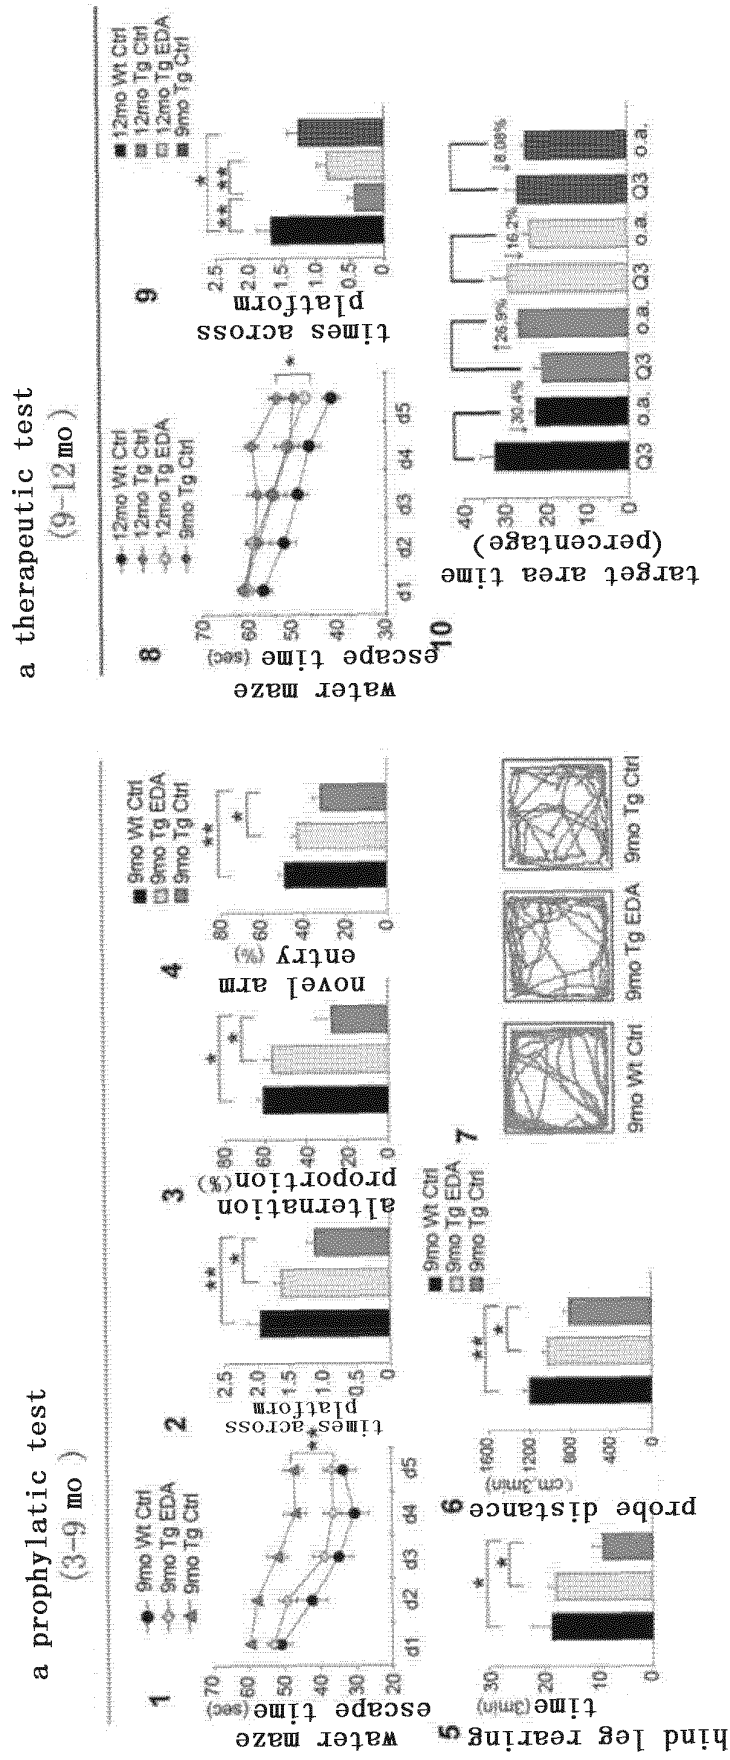 a prophylatic test
(3-9 mo)
1
9mo Wt Ctrl
9mo Tg EDA
9mo Tg Ctrl
water maze
escape time (sec)
70
60
50
40
30
20
d1 d2 d3 d4 d5
**
2
times across
platform
2.5
2.0
1.5
1.0
0.5
0
**
*
3
alternation
proportion(%)
80
60
40
20
0
*
*
4
9mo Wt Ctrl
9mo Tg EDA
9mo Tg Ctrl
novel arm
entry (%)
80
60
40
20
0
**
*
5
hind leg rearing
time (3min)
30
20
10
0
*
*
6
probe distance
(cm,3min)
1600
1200
800
400
0
**
*
9mo Wt Ctrl
9mo Tg EDA
9mo Tg Ctrl
7
9mo Wt Ctrl
9mo Tg EDA
9mo Tg Ctrl
a therapeutic test
(9-12mo)
8
12mo Wt Ctrl
12mo Tg Ctrl
12mo Tg EDA
9mo Tg Ctrl
water maze
escape time (sec)
70
60
50
40
30
d1 d2 d3 d4 d5
*
9
12mo Wt Ctrl
12mo Tg Ctrl
12mo Tg EDA
9mo Tg Ctrl
times across
platform
2.5
2.0
1.5
1.0
0.5
0
*
** **
10
target area time
(percentage)
40
30
20
10
0
↓30.4%
↑26.9%
↓16.2%
↓8.08%
Q3 o.a. Q3 o.a. Q3 o.a. Q3 o.a.